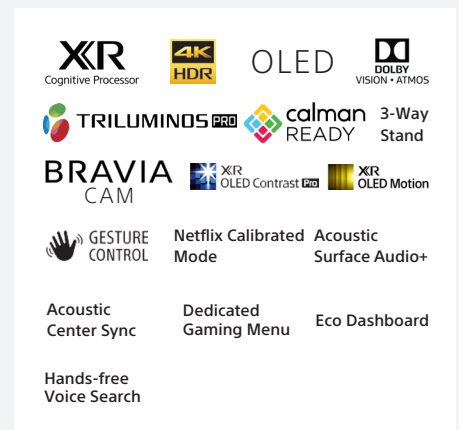 XR
Cognitive Processor
4K
HDR
OLED
DOLBY
VISION • ATMOS
TRILUMINOS PRO
calman
READY
3-Way
Stand
BRAVIA
CAM
XR
OLED Contrast Pro
XR
OLED Motion
GESTURE
CONTROL
Netflix Calibrated
Mode
Acoustic
Surface Audio+
Acoustic
Center Sync
Dedicated
Gaming Menu
Eco Dashboard
Hands-free
Voice Search